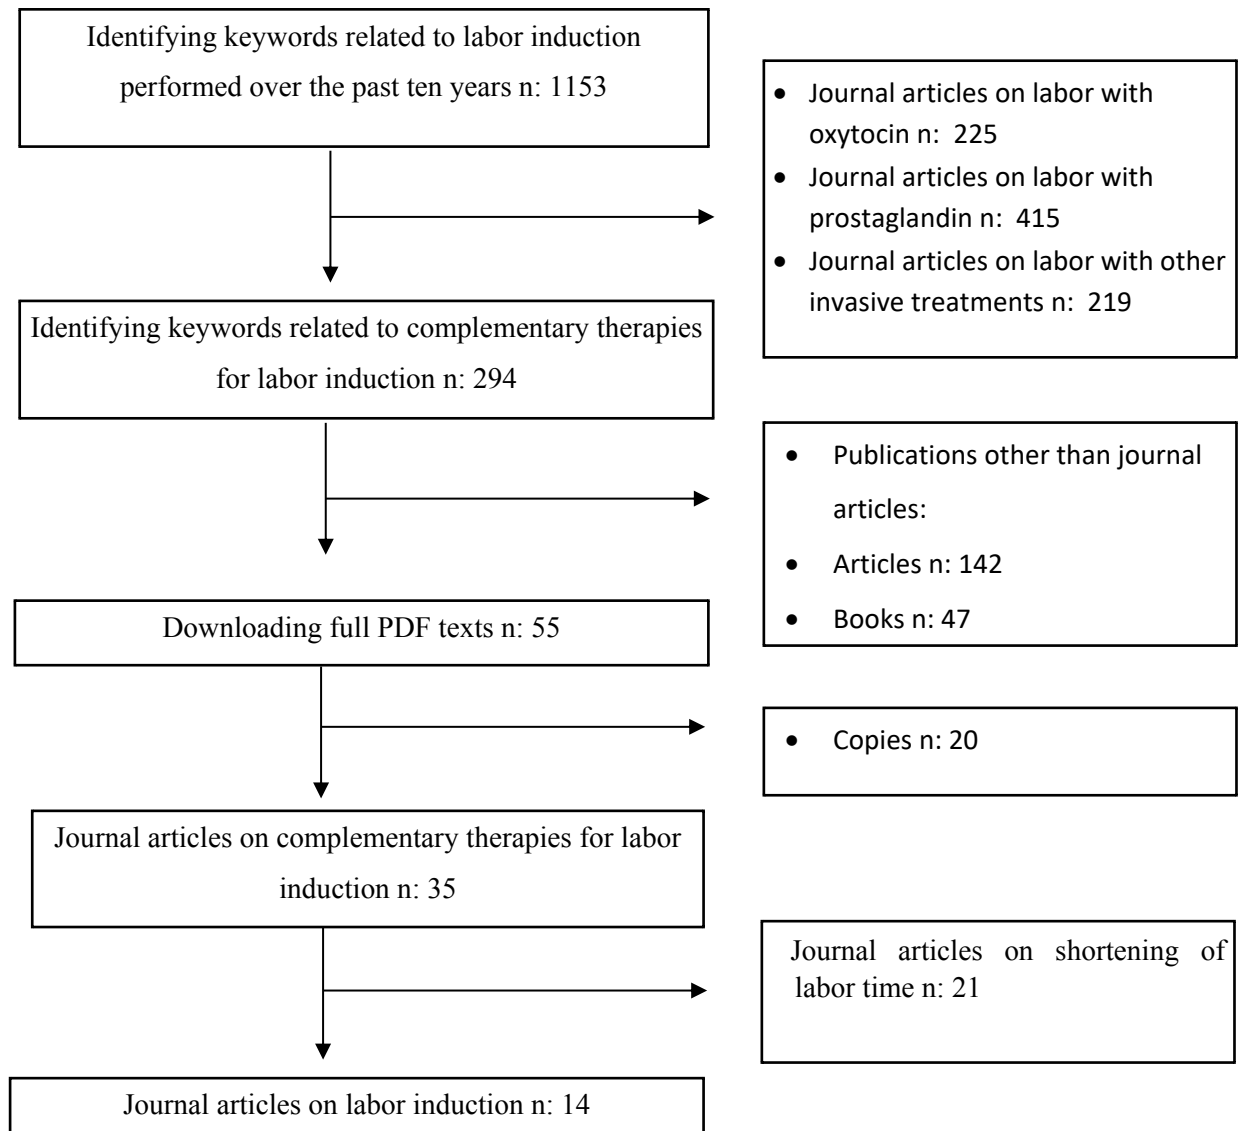 Identifying keywords related to labor induction
performed over the past ten years n: 1153
• Journal articles on labor with
oxytocin n: 225
• Journal articles on labor with
prostaglandin n: 415
• Journal articles on labor with other
invasive treatments n: 219
Identifying keywords related to complementary therapies
for labor induction n: 294
• Publications other than journal
articles:
• Articles n: 142
• Books n: 47
Downloading full PDF texts n: 55
• Copies n: 20
Journal articles on complementary therapies for labor
induction n: 35
Journal articles on shortening of
labor time n: 21
Journal articles on labor induction n: 14